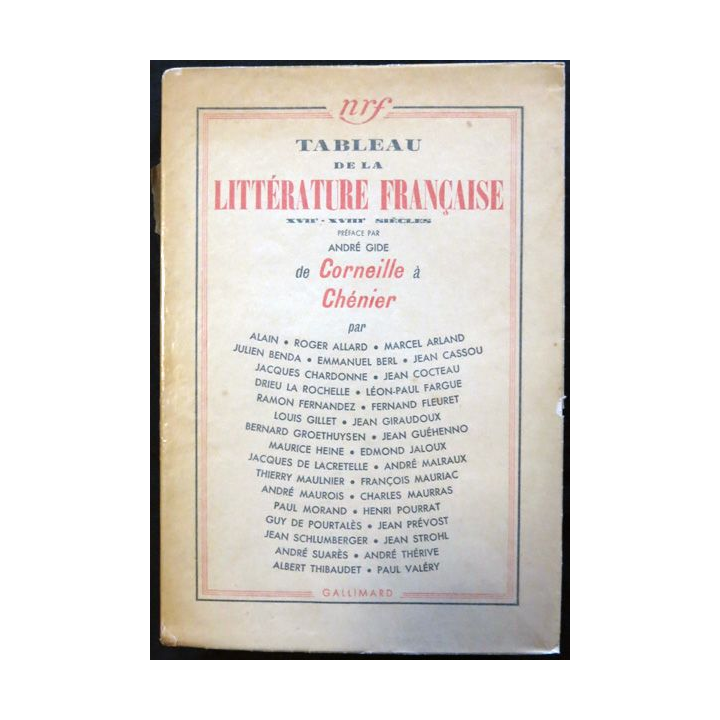 nrf
TABLEAU
DE LA
LITTÉRATURE FRANÇAISE
XVIIᵉ - XVIIIᵉ SIÈCLES
PRÉFACE PAR
ANDRÉ GIDE
de Corneille à
Chénier
par
ALAIN • ROGER ALLARD • MARCEL ARLAND
JULIEN BENDA • EMMANUEL BERL • JEAN CASSOU
JACQUES CHARDONNE • JEAN COCTEAU
DRIEU LA ROCHELLE • LÉON-PAUL FARGUE
RAMON FERNANDEZ • FERNAND FLEURET
LOUIS GILLET • JEAN GIRAUDOUX
BERNARD GROETHUYSEN • JEAN GUÉHENNO
MAURICE HEINE • EDMOND JALOUX
JACQUES DE LACRETELLE • ANDRÉ MALRAUX
THIERRY MAULNIER • FRANÇOIS MAURIAC
ANDRÉ MAUROIS • CHARLES MAURRAS
PAUL MORAND • HENRI POURRAT
GUY DE POURTALÈS • JEAN PRÉVOST
JEAN SCHLUMBERGER • JEAN STROHL
ANDRÉ SUARÈS • ANDRÉ THÉRIVE
ALBERT THIBAUDET • PAUL VALÉRY
GALLIMARD